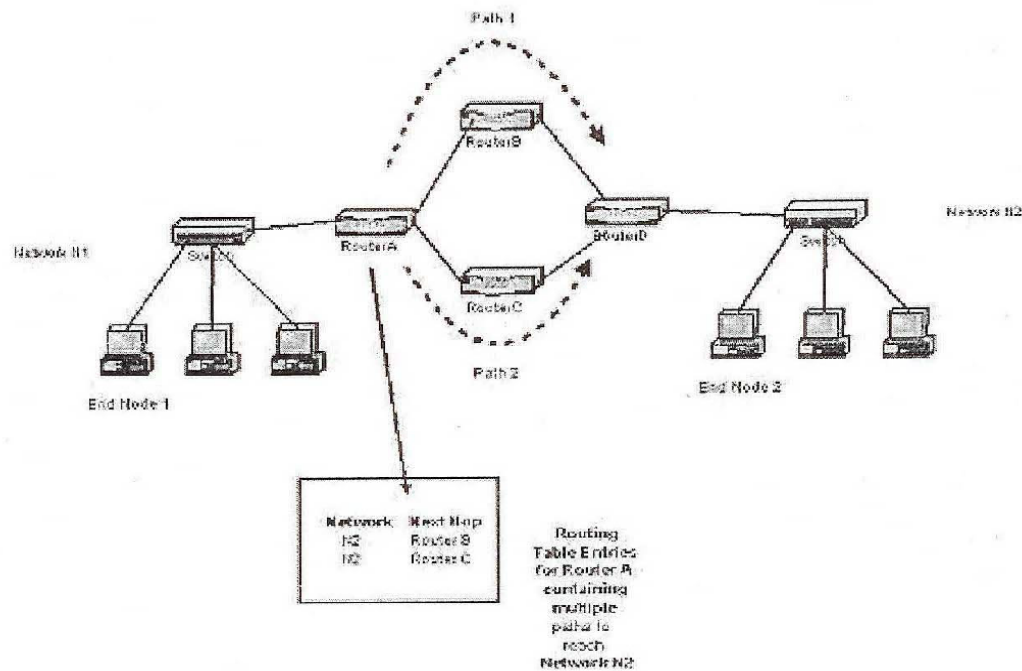 Path 1
RouterB
RouterA
RouterD
Network N2
Network N1
Switch
Switch
RouterC
Path 2
End Node 1
End Node 2
Network Next Hop
N2 Router B
N2 Router C
Routing
Table Entries
for Router A
containing
multiple
paths to
reach
Network N2